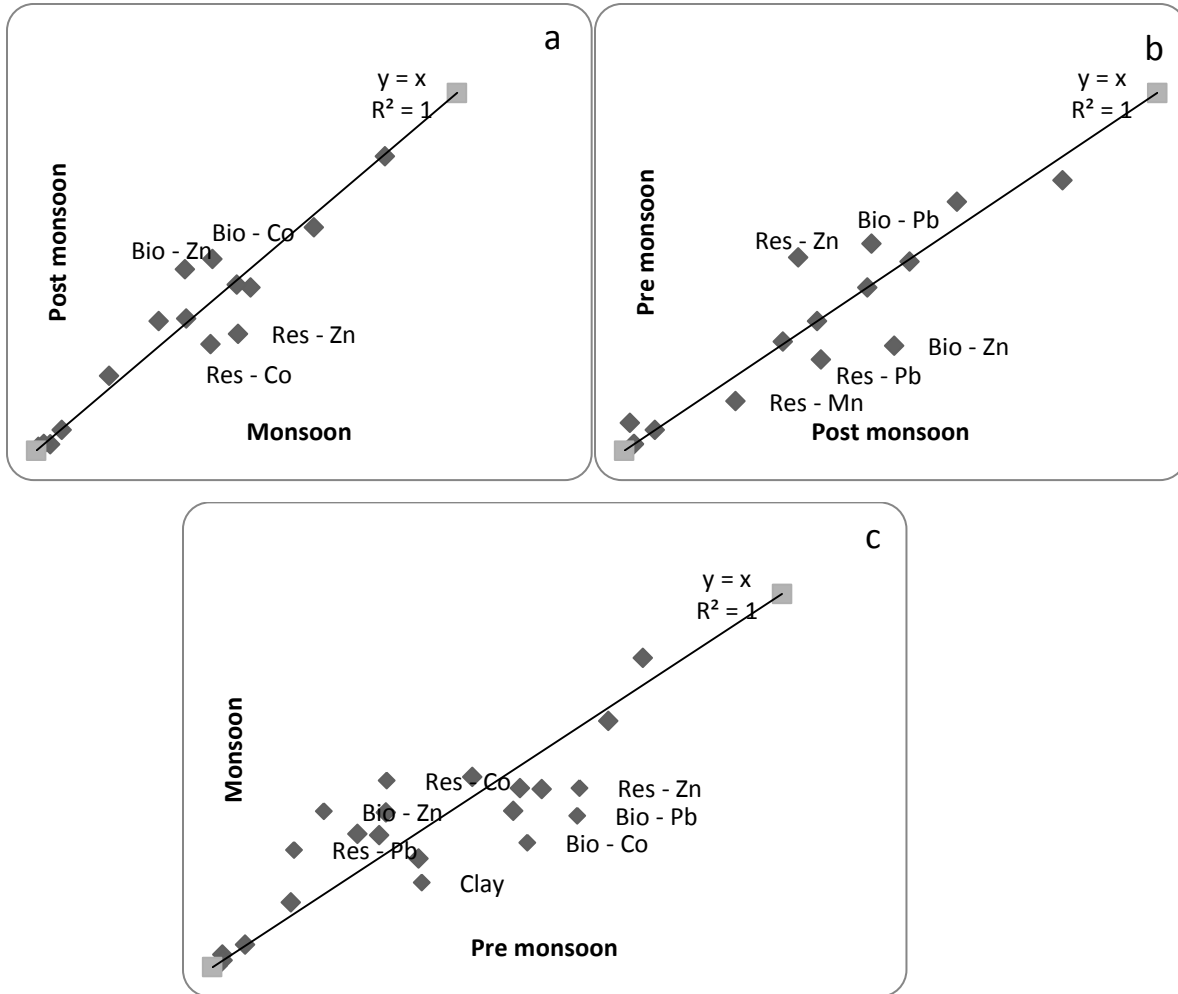 a
y = x
R² = 1
Post monsoon
Bio - Co
Bio - Zn
Res - Zn
Res - Co
Monsoon
b
y = x
R² = 1
Pre monsoon
Bio - Pb
Res - Zn
Bio - Zn
Res - Pb
Res - Mn
Post monsoon
c
y = x
R² = 1
Monsoon
Res - Co
Res - Zn
Bio - Zn
Bio - Pb
Bio - Co
Res - Pb
Clay
Pre monsoon